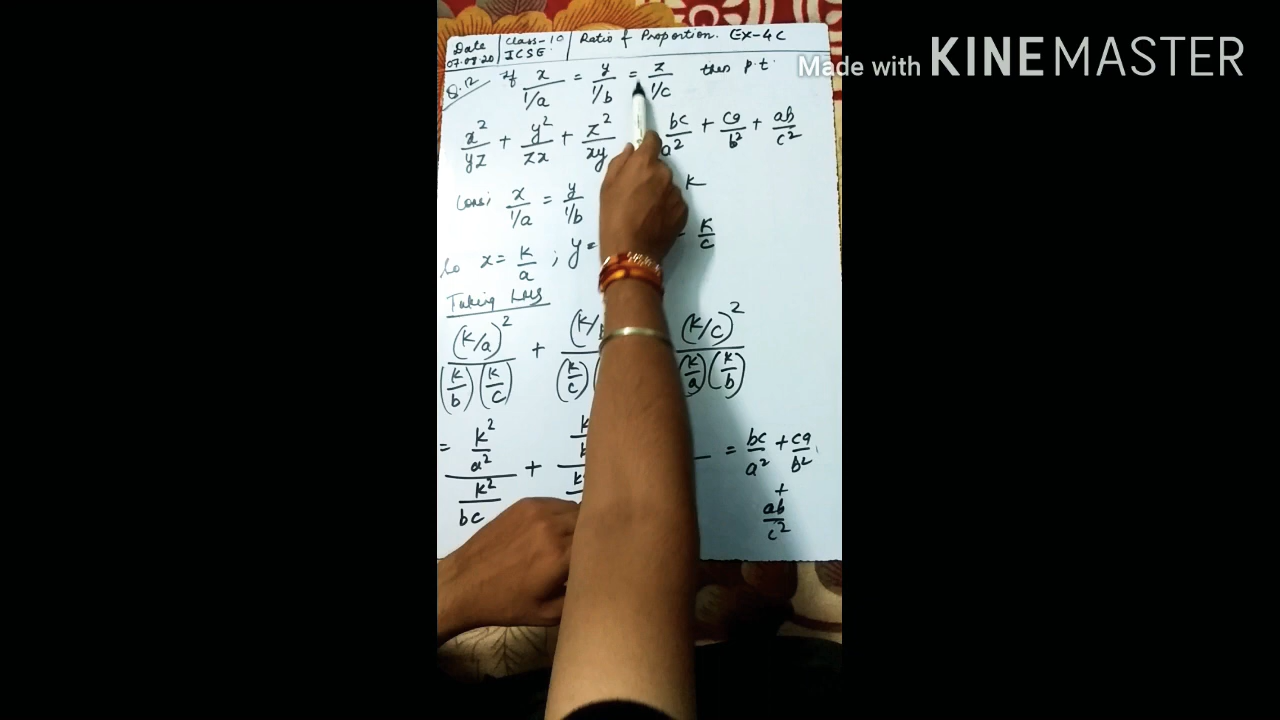 Made with KINEMASTER
Date 07.08.20 | Class-10 ICSE | Ratio & Proportion. EX-4C
Q.12 If x/(1/a) = y/(1/b) = z/(1/c) then p.t.
x²/yz + y²/zx + z²/xy bc/a² + ca/b² + ab/c²
Cons; x/(1/a) = y/(1/b) K
So x = K/a ; y = K/c
Taking LHS
(K/a)²/(K/b)(K/c) + (K/ /(K/c)( (K/c)²/(K/a)(K/b)
= (k²/a²)/(k²/bc) + = bc/a² + ca/b²
+ ab/c²